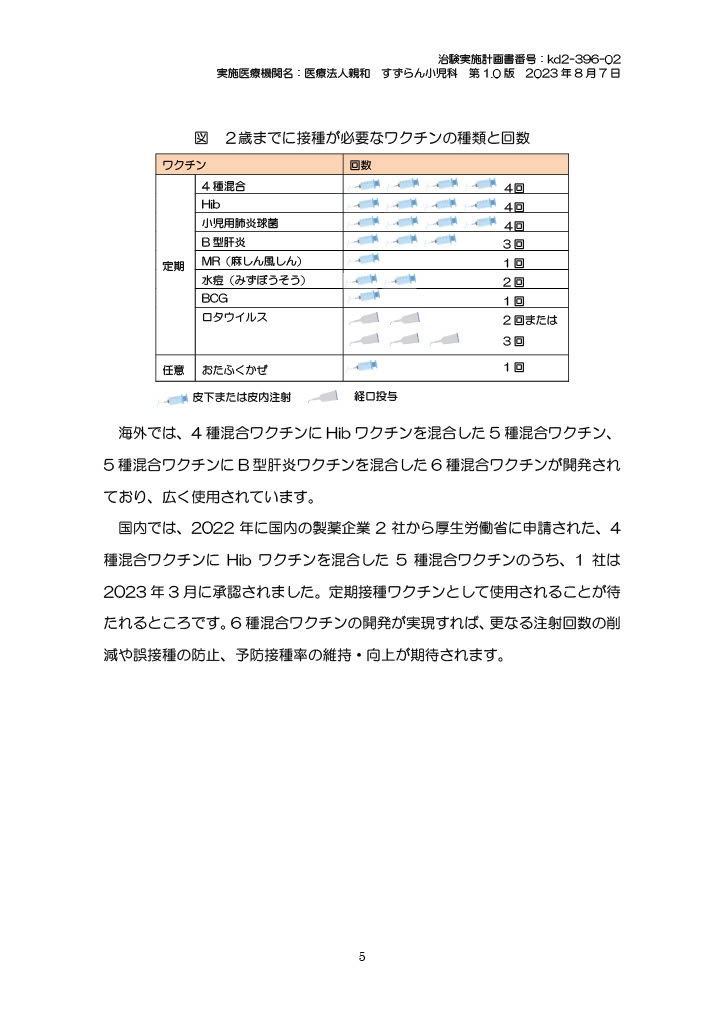 治験実施計画書番号：kd2-396-02
実施医療機関名：医療法人親和　すずらん小児科　第 1.0 版　2023 年 8 月 7 日
図　２歳までに接種が必要なワクチンの種類と回数
ワクチン　回数
定期
４種混合　４回
Hib　４回
小児用肺炎球菌　４回
B 型肝炎　３回
MR（麻しん風しん）　１回
水痘（みずぼうそう）　２回
BCG　１回
ロタウイルス　２回または
３回
任意　おたふくかぜ　１回
皮下または皮内注射　経口投与
海外では、4 種混合ワクチンに Hib ワクチンを混合した 5 種混合ワクチン、
5 種混合ワクチンに B 型肝炎ワクチンを混合した 6 種混合ワクチンが開発され
ており、広く使用されています。
国内では、2022 年に国内の製薬企業 2 社から厚生労働省に申請された、4
種混合ワクチンに Hib ワクチンを混合した 5 種混合ワクチンのうち、1 社は
2023 年 3 月に承認されました。定期接種ワクチンとして使用されることが待
たれるところです。6 種混合ワクチンの開発が実現すれば、更なる注射回数の削
減や誤接種の防止、予防接種率の維持・向上が期待されます。
5